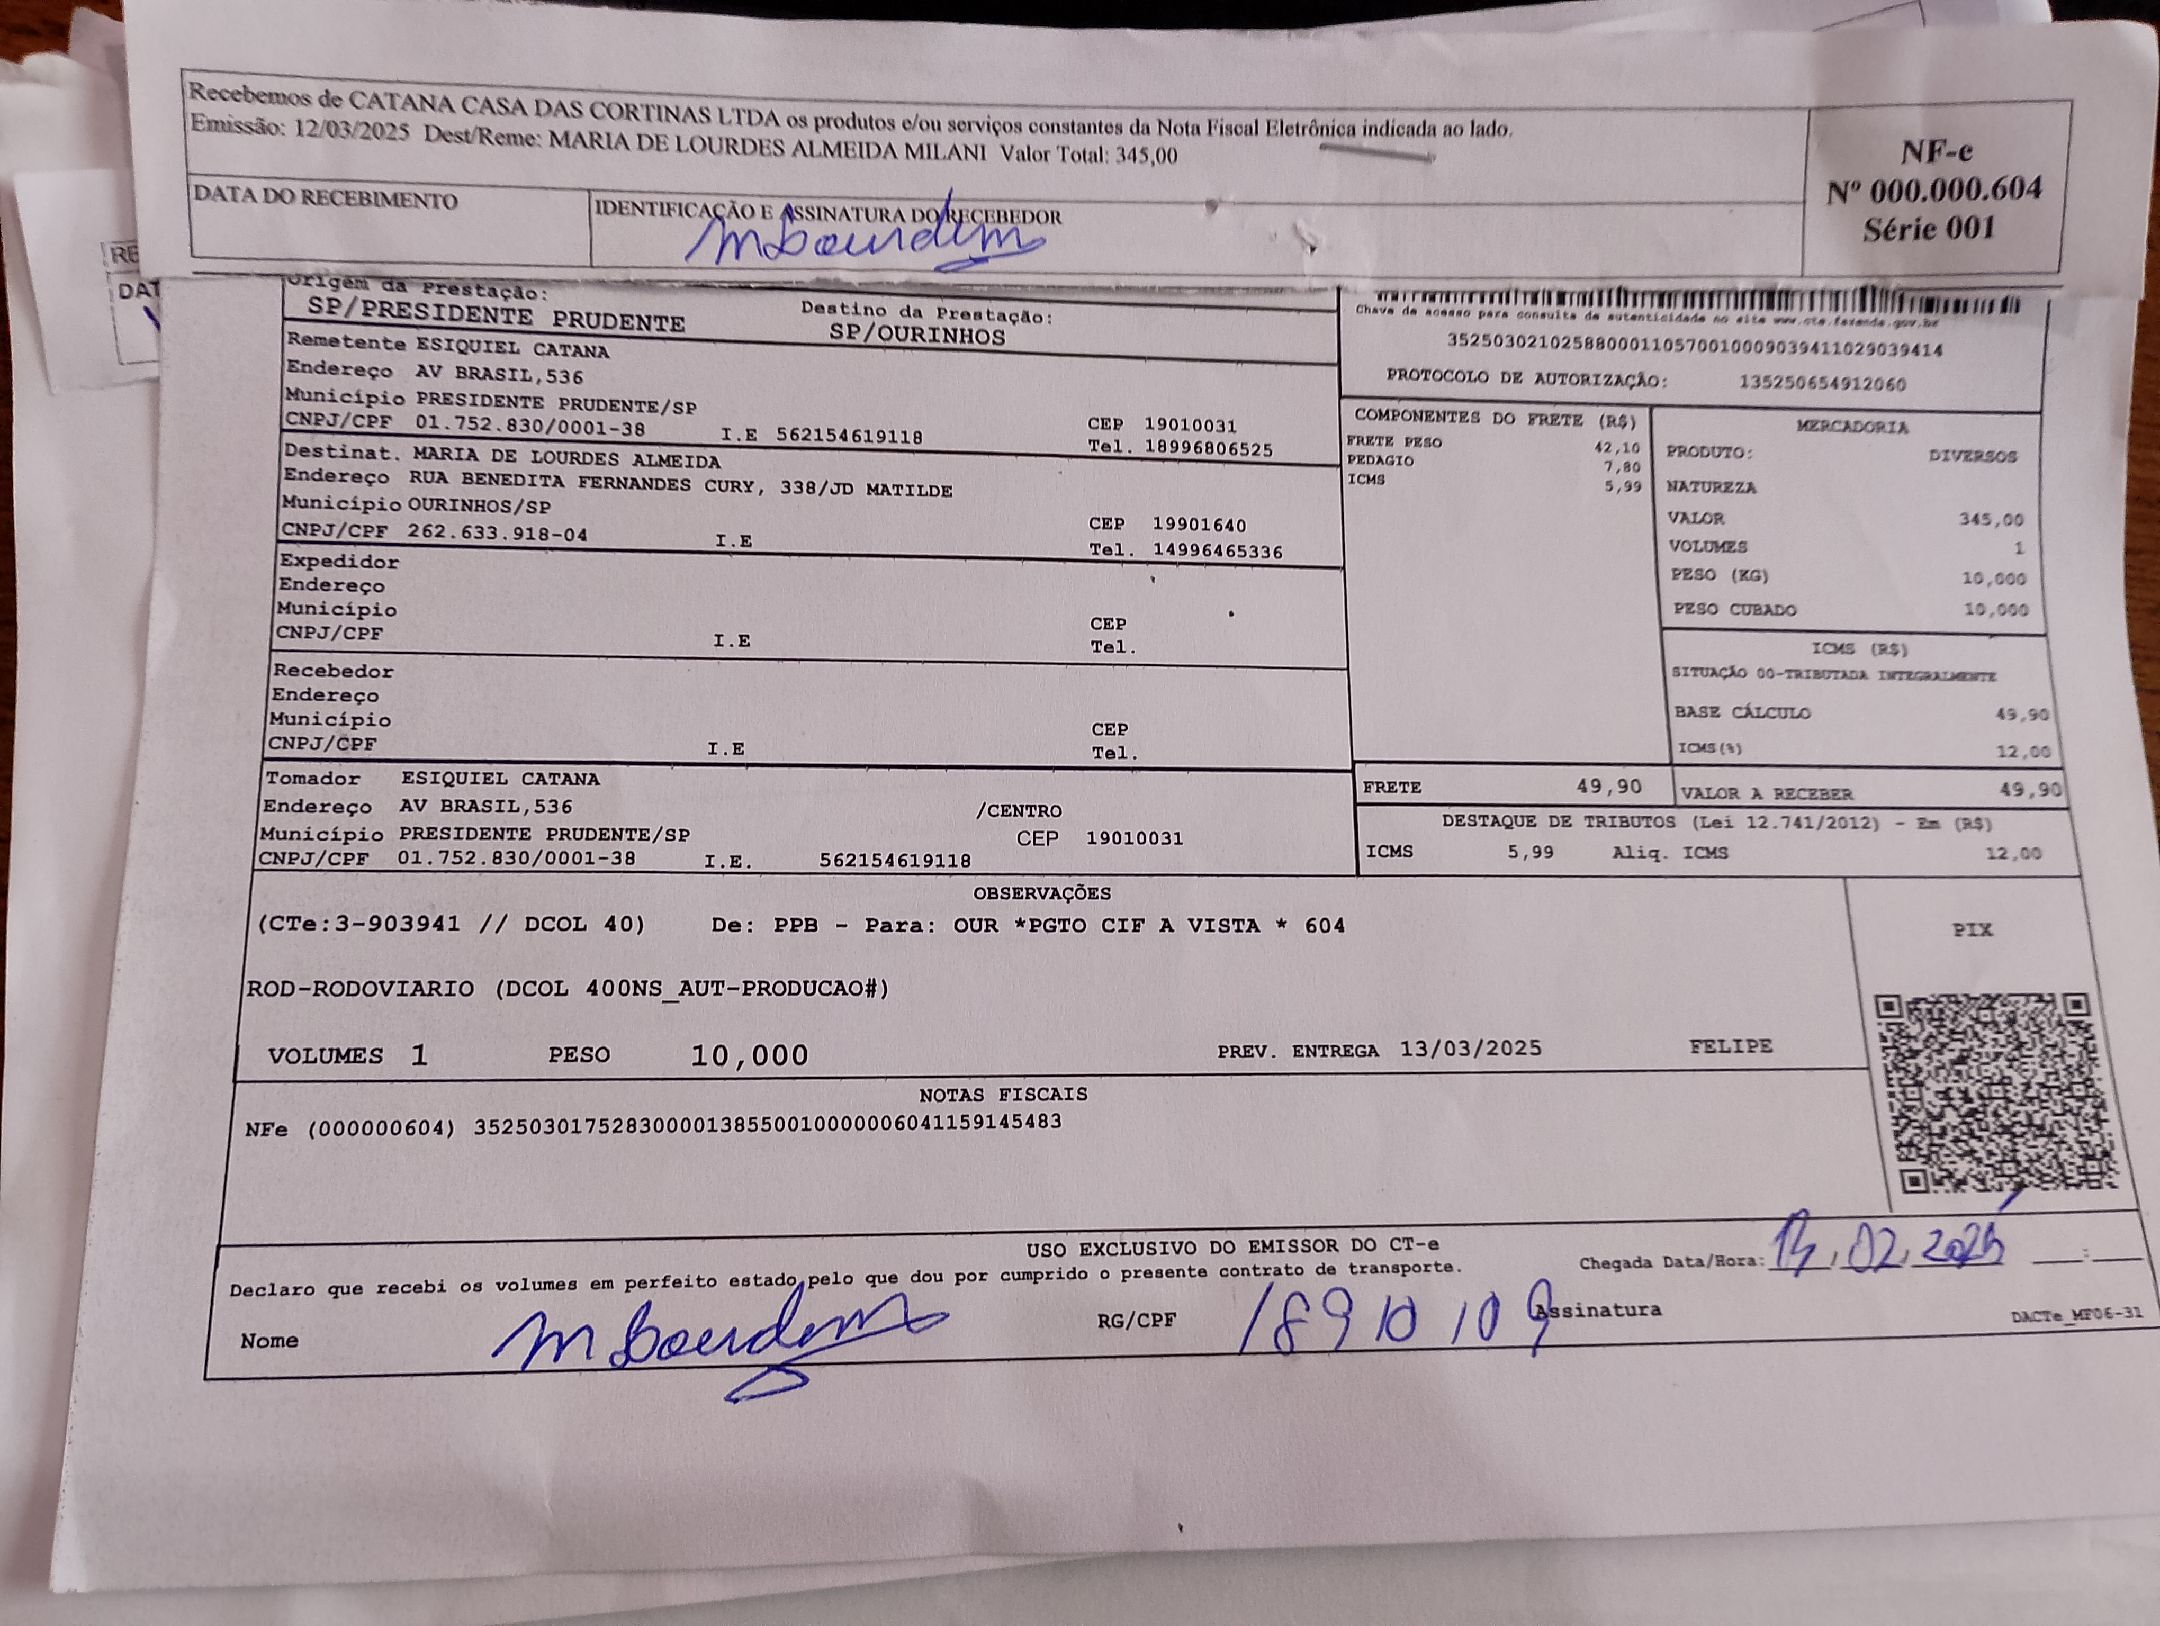 Recebemos de CATANA CASA DAS CORTINAS LTDA os produtos e/ou serviços constantes da Nota Fiscal Eletrônica indicada ao lado.
Emissão: 12/03/2025 Dest/Reme: MARIA DE LOURDES ALMEIDA MILANI Valor Total: 345,00
NF-e
Nº 000.000.604
Série 001
DATA DO RECEBIMENTO
IDENTIFICAÇÃO E ASSINATURA DO RECEBEDOR
RE
DAT
Origem da Prestação:
SP/PRESIDENTE PRUDENTE
Destino da Prestação:
SP/OURINHOS
Chave de acesso para consulta de autenticidade no site www.cte.fazenda.gov.br
35250302102588000110570010009039411029039414
PROTOCOLO DE AUTORIZAÇÃO: 135250654912060
Remetente ESIQUIEL CATANA
Endereço AV BRASIL,536
Município PRESIDENTE PRUDENTE/SP CEP 19010031
CNPJ/CPF 01.752.830/0001-38 I.E 562154619118 Tel. 18996806525
Destinat. MARIA DE LOURDES ALMEIDA
Endereço RUA BENEDITA FERNANDES CURY, 338/JD MATILDE
Município OURINHOS/SP CEP 19901640
CNPJ/CPF 262.633.918-04 I.E Tel. 14996465336
Expedidor
Endereço
Município CEP
CNPJ/CPF I.E Tel.
Recebedor
Endereço
Município CEP
CNPJ/CPF I.E Tel.
Tomador ESIQUIEL CATANA
Endereço AV BRASIL,536 /CENTRO
Município PRESIDENTE PRUDENTE/SP CEP 19010031
CNPJ/CPF 01.752.830/0001-38 I.E. 562154619118
COMPONENTES DO FRETE (R$)
FRETE PESO 42,10
PEDAGIO 7,80
ICMS 5,99
MERCADORIA
PRODUTO: DIVERSOS
NATUREZA
VALOR 345,00
VOLUMES 1
PESO (KG) 10,000
PESO CUBADO 10,000
ICMS (R$)
SITUAÇÃO 00-TRIBUTADA INTEGRALMENTE
BASE CÁLCULO 49,90
ICMS(%) 12,00
FRETE 49,90 VALOR A RECEBER 49,90
DESTAQUE DE TRIBUTOS (Lei 12.741/2012) - Em (R$)
ICMS 5,99 Aliq. ICMS 12,00
OBSERVAÇÕES
(CTe:3-903941 // DCOL 40) De: PPB - Para: OUR *PGTO CIF A VISTA * 604
ROD-RODOVIARIO (DCOL 400NS_AUT-PRODUCAO#)
VOLUMES 1 PESO 10,000 PREV. ENTREGA 13/03/2025 FELIPE
PIX
NOTAS FISCAIS
NFe (000000604) 35250301752830000138550010000006041159145483
USO EXCLUSIVO DO EMISSOR DO CT-e
Declaro que recebi os volumes em perfeito estado pelo que dou por cumprido o presente contrato de transporte.
Chegada Data/Hora: 02 2025 :
Nome RG/CPF 18910109 Assinatura
DACTe_MF06-31